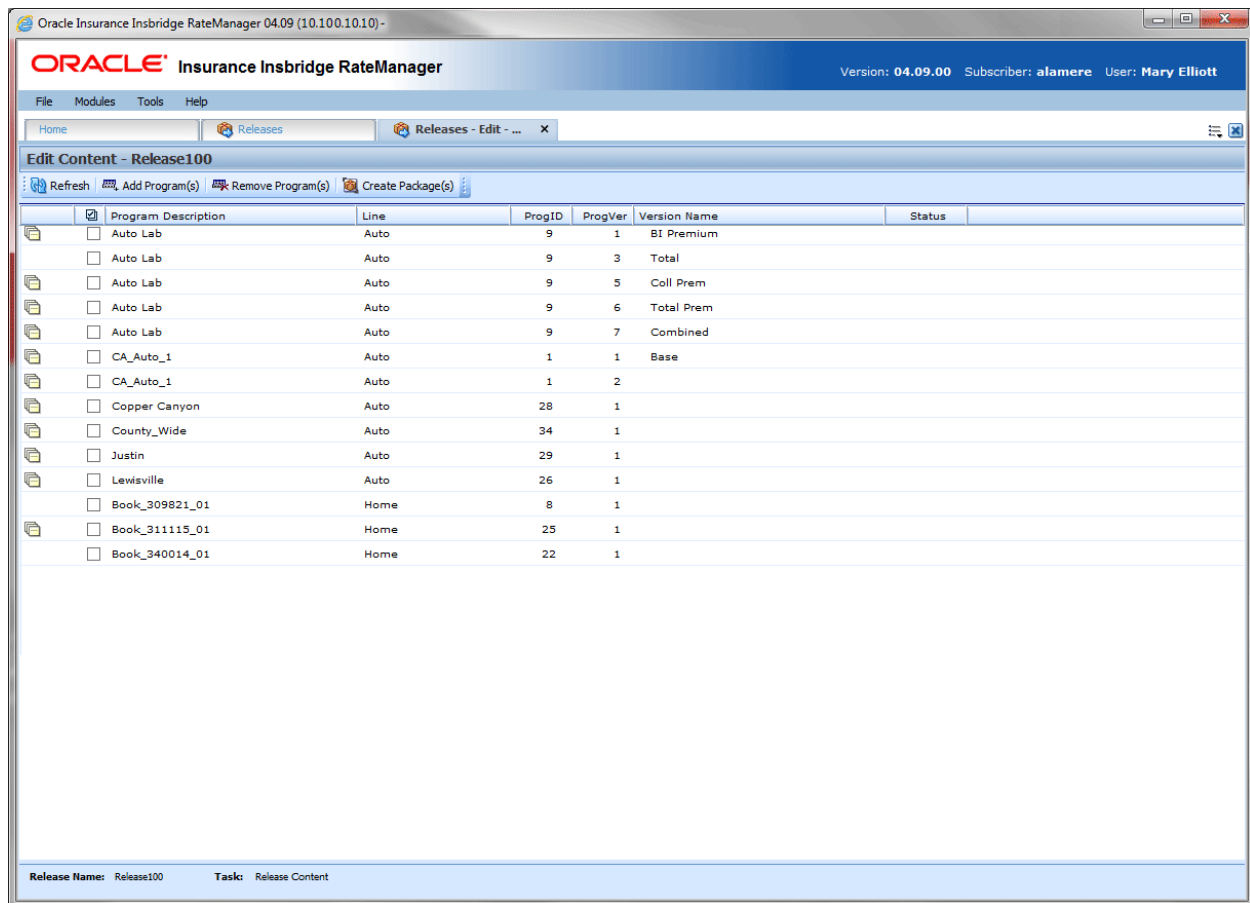 Oracle Insurance Insbridge RateManager 04.09 (10.100.10.10) -
ORACLE Insurance Insbridge RateManager
Version: 04.09.00 Subscriber: alamere User: Mary Elliott
File Modules Tools Help
Home Releases Releases - Edit - ... X
Edit Content - Release100
Refresh Add Program(s) Remove Program(s) Create Package(s)
Program Description Line ProgID ProgVer Version Name Status
Auto Lab Auto 9 1 BI Premium
Auto Lab Auto 9 3 Total
Auto Lab Auto 9 5 Coll Prem
Auto Lab Auto 9 6 Total Prem
Auto Lab Auto 9 7 Combined
CA_Auto_1 Auto 1 1 Base
CA_Auto_1 Auto 1 2
Copper Canyon Auto 28 1
County_Wide Auto 34 1
Justin Auto 29 1
Lewisville Auto 26 1
Book_309821_01 Home 8 1
Book_311115_01 Home 25 1
Book_340014_01 Home 22 1
Release Name: Release100 Task: Release Content